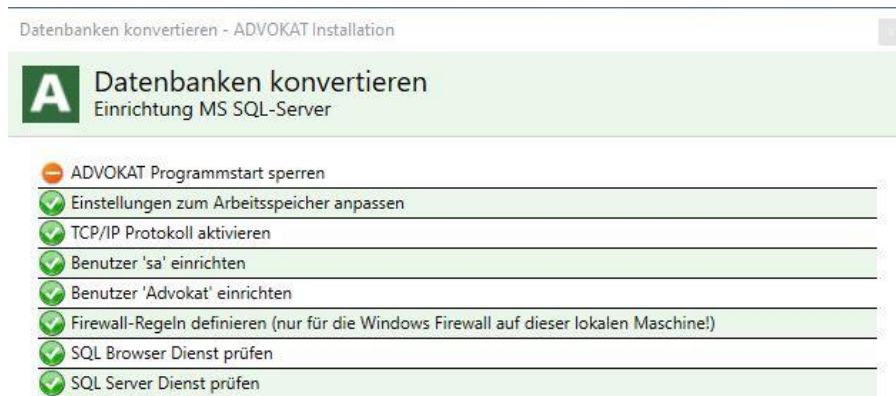 Datenbanken konvertieren - ADVOKAT Installation
A
Datenbanken konvertieren
Einrichtung MS SQL-Server
ADVOKAT Programmstart sperren
Einstellungen zum Arbeitsspeicher anpassen
TCP/IP Protokoll aktivieren
Benutzer 'sa' einrichten
Benutzer 'Advokat' einrichten
Firewall-Regeln definieren (nur für die Windows Firewall auf dieser lokalen Maschine!)
SQL Browser Dienst prüfen
SQL Server Dienst prüfen